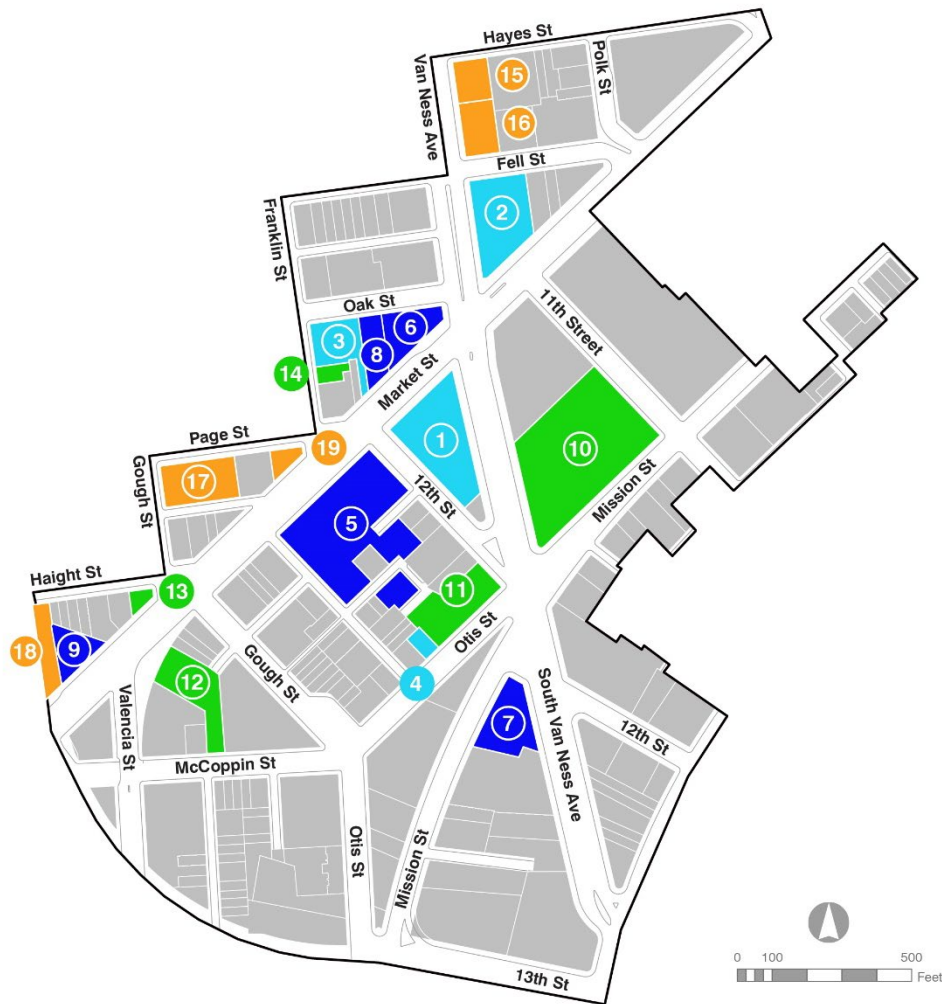 Hayes St
Van Ness Ave
Polk St
15
16
Fell St
Franklin St
2
Oak St
11th Street
3
6
8
14
Market St
1
Page St
19
10
Gough St
17
12th St
Mission St
5
Haight St
13
11
18
9
Otis St
12
Gough St
4
Valencia St
7
South Van Ness Ave
12th St
McCoppin St
Otis St
Mission St
13th St
0 100 500
Feet